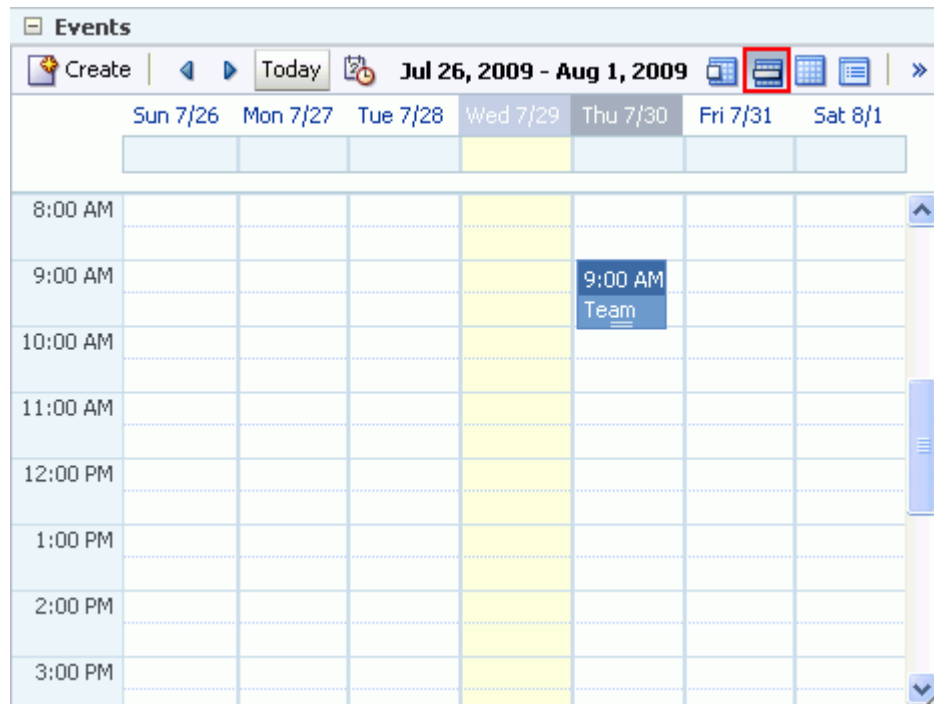 Events
Create Today Jul 26, 2009 - Aug 1, 2009 »
Sun 7/26 Mon 7/27 Tue 7/28 Wed 7/29 Thu 7/30 Fri 7/31 Sat 8/1
8:00 AM
9:00 AM 9:00 AM
Team
10:00 AM
11:00 AM
12:00 PM
1:00 PM
2:00 PM
3:00 PM